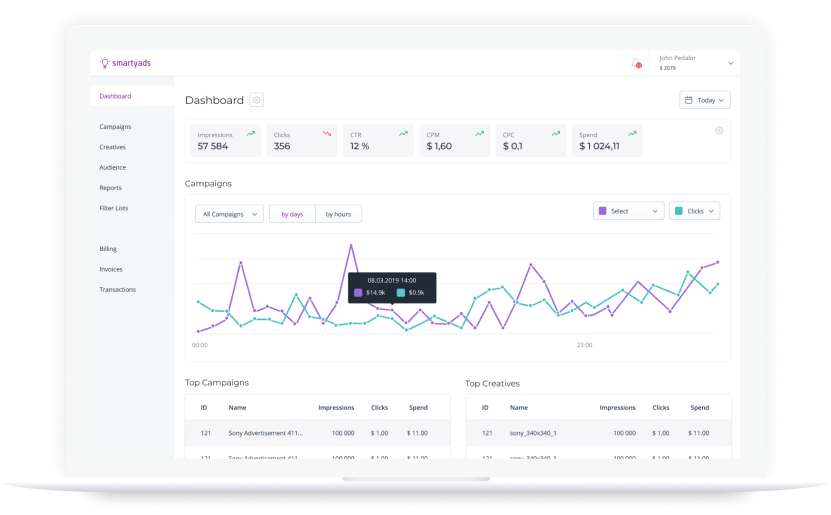 smartyads
John Pedalin
$ 2079
Dashboard
Campaigns
Creatives
Audience
Reports
Filter Lists
Billing
Invoices
Transactions
Dashboard
Today
Impressions
57 584
Clicks
356
CTR
12 %
CPM
$ 1,60
CPC
$ 0,1
Spend
$ 1 024,11
Campaigns
All Campaigns
by days
by hours
Select
Clicks
08.03.2019 14:00
$14.9k $0.9k
00:00 23:00
Top Campaigns
ID Name Impressions Clicks Spend
121 Sony Advertisement 411... 100 000 $ 1,00 $ 11.00
121 Sony Advertisement 411... 100 000 $ 1,00 $ 11.00
Top Creatives
ID Name Impressions Clicks Spend
121 sony_340x340_1 100 000 $ 1,00 $ 11.00
121 sony_340x340_1 100 000 $ 1,00 $ 11.00